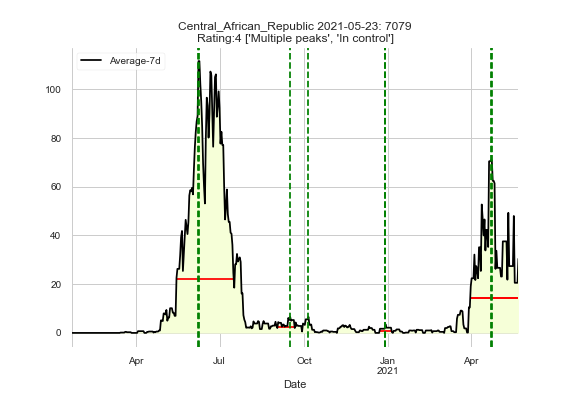 Central_African_Republic 2021-05-23: 7079
Rating:4 ['Multiple peaks', 'In control']
Average-7d
100
80
60
40
20
0
Apr
Jul
Oct
Jan
2021
Apr
Date